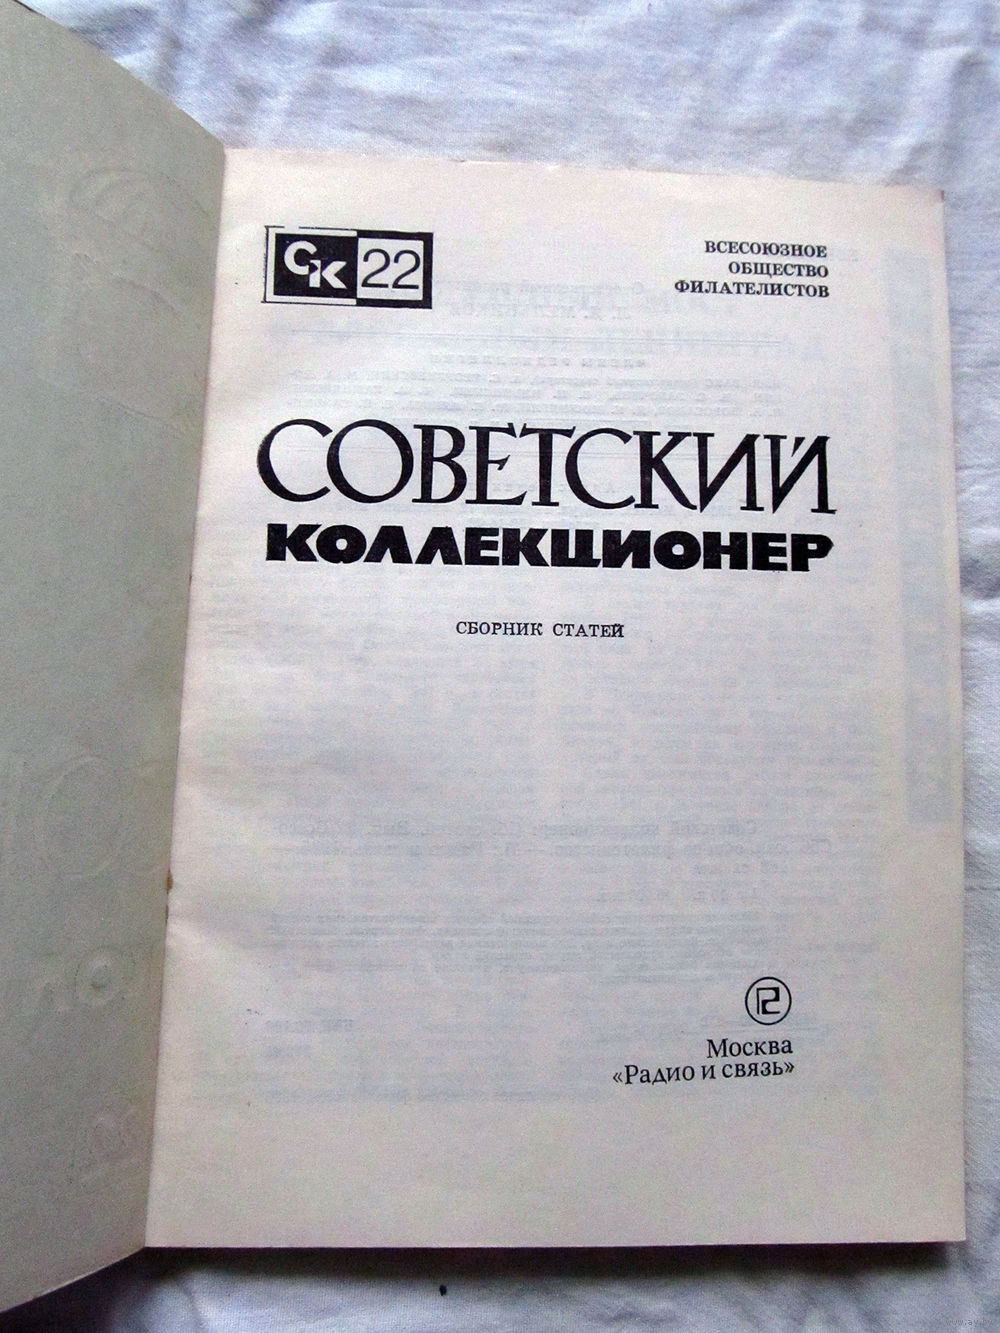 СК 22
ВСЕСОЮЗНОЕ
ОБЩЕСТВО
ФИЛАТЕЛИСТОВ
СОВЕТСКИЙ
КОЛЛЕКЦИОНЕР
СБОРНИК СТАТЕЙ
Москва
«Радио и связь»